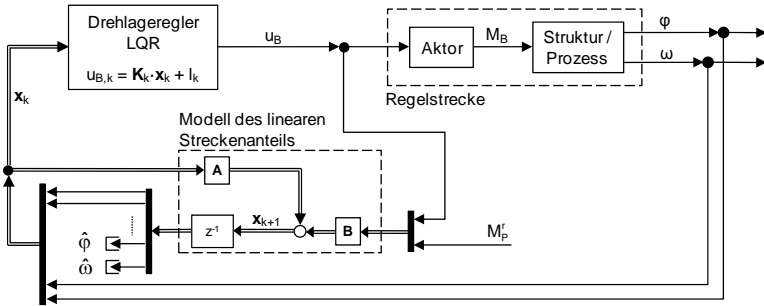 Drehlageregler
LQR
u_B,k = K_k·x_k + l_k
u_B
Aktor
M_B
Struktur /
Prozess
φ
ω
Regelstrecke
x_k
Modell des linearen
Streckenanteils
A
x_k+1
z⁻¹
B
M_P^r
φ̂
ω̂